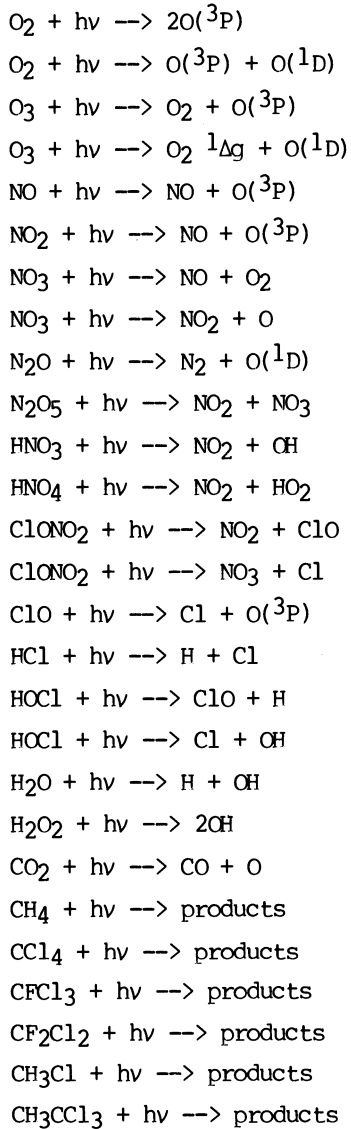 O₂ + hν —> 2O(³P)
O₂ + hν —> O(³P) + O(¹D)
O₃ + hν —> O₂ + O(³P)
O₃ + hν —> O₂ ¹Δg + O(¹D)
NO + hν —> NO + O(³P)
NO₂ + hν —> NO + O(³P)
NO₃ + hν —> NO + O₂
NO₃ + hν —> NO₂ + O
N₂O + hν —> N₂ + O(¹D)
N₂O₅ + hν —> NO₂ + NO₃
HNO₃ + hν —> NO₂ + OH
HNO₄ + hν —> NO₂ + HO₂
ClONO₂ + hν —> NO₂ + ClO
ClONO₂ + hν —> NO₃ + Cl
ClO + hν —> Cl + O(³P)
HCl + hν —> H + Cl
HOCl + hν —> ClO + H
HOCl + hν —> Cl + OH
H₂O + hν —> H + OH
H₂O₂ + hν —> 2OH
CO₂ + hν —> CO + O
CH₄ + hν —> products
CCl₄ + hν —> products
CFCl₃ + hν —> products
CF₂Cl₂ + hν —> products
CH₃Cl + hν —> products
CH₃CCl₃ + hν —> products